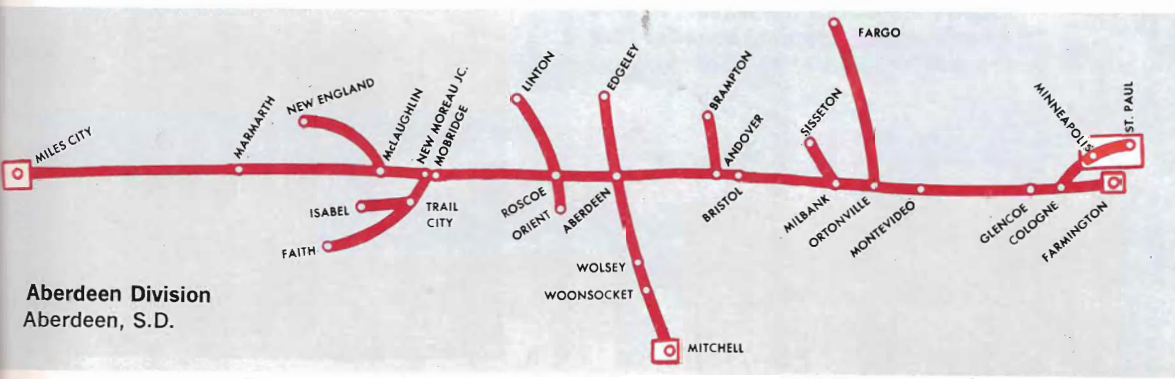 MILES CITY
MARMARTH
NEW ENGLAND
McLAUGHLIN
NEW MOREAU JC.
MOBRIDGE
ISABEL
TRAIL
CITY
FAITH
LINTON
ROSCOE
ORIENT
EDGELEY
ABERDEEN
WOLSEY
WOONSOCKET
MITCHELL
BRAMPTON
ANDOVER
BRISTOL
SISSETON
MILBANK
FARGO
ORTONVILLE
MONTEVIDEO
GLENCOE
COLOGNE
MINNEAPOLIS
ST. PAUL
FARMINGTON
Aberdeen Division
Aberdeen, S.D.